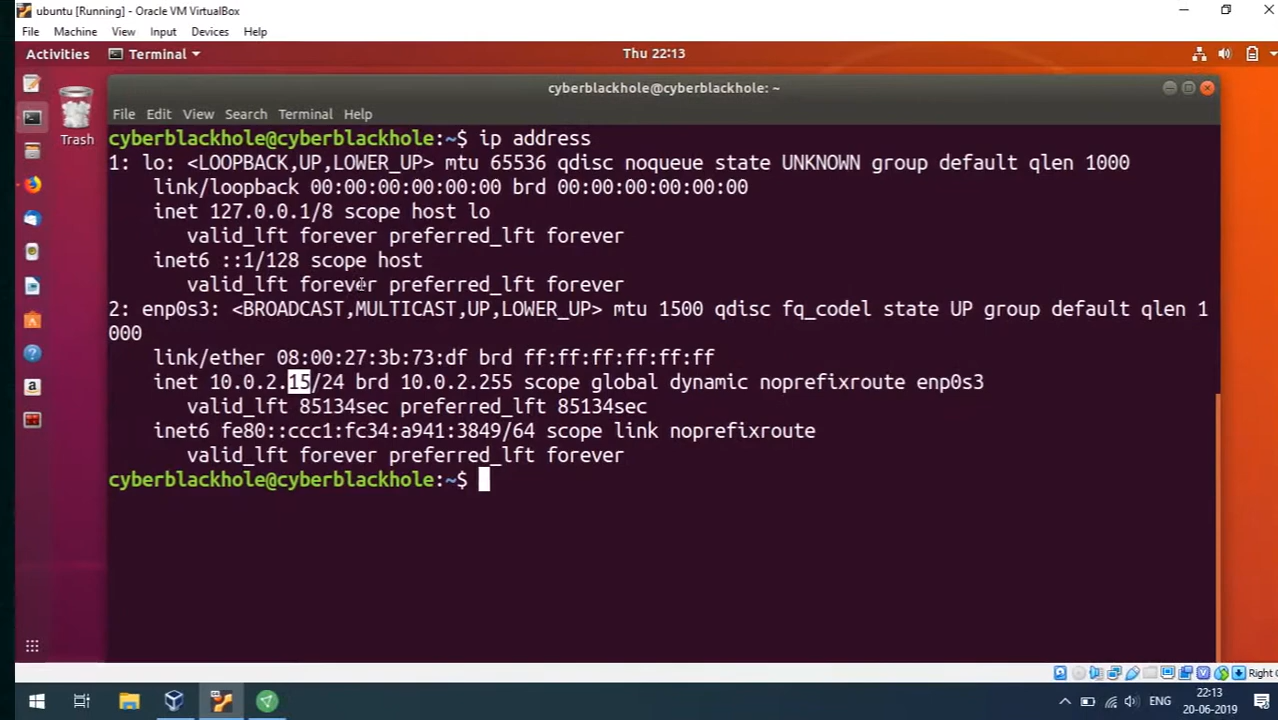 ubuntu [Running] - Oracle VM VirtualBox
File Machine View Input Devices Help
Activities Terminal Thu 22:13
cyberblackhole@cyberblackhole: ~
Trash
File Edit View Search Terminal Help
cyberblackhole@cyberblackhole:~$ ip address
1: lo: <LOOPBACK,UP,LOWER_UP> mtu 65536 qdisc noqueue state UNKNOWN group default qlen 1000
link/loopback 00:00:00:00:00:00 brd 00:00:00:00:00:00
inet 127.0.0.1/8 scope host lo
valid_lft forever preferred_lft forever
inet6 ::1/128 scope host
valid_lft forever preferred_lft forever
2: enp0s3: <BROADCAST,MULTICAST,UP,LOWER_UP> mtu 1500 qdisc fq_codel state UP group default qlen 1
000
link/ether 08:00:27:3b:73:df brd ff:ff:ff:ff:ff:ff
inet 10.0.2.15/24 brd 10.0.2.255 scope global dynamic noprefixroute enp0s3
valid_lft 85134sec preferred_lft 85134sec
inet6 fe80::ccc1:fc34:a941:3849/64 scope link noprefixroute
valid_lft forever preferred_lft forever
cyberblackhole@cyberblackhole:~$
Right C
ENG
22:13
20-06-2019